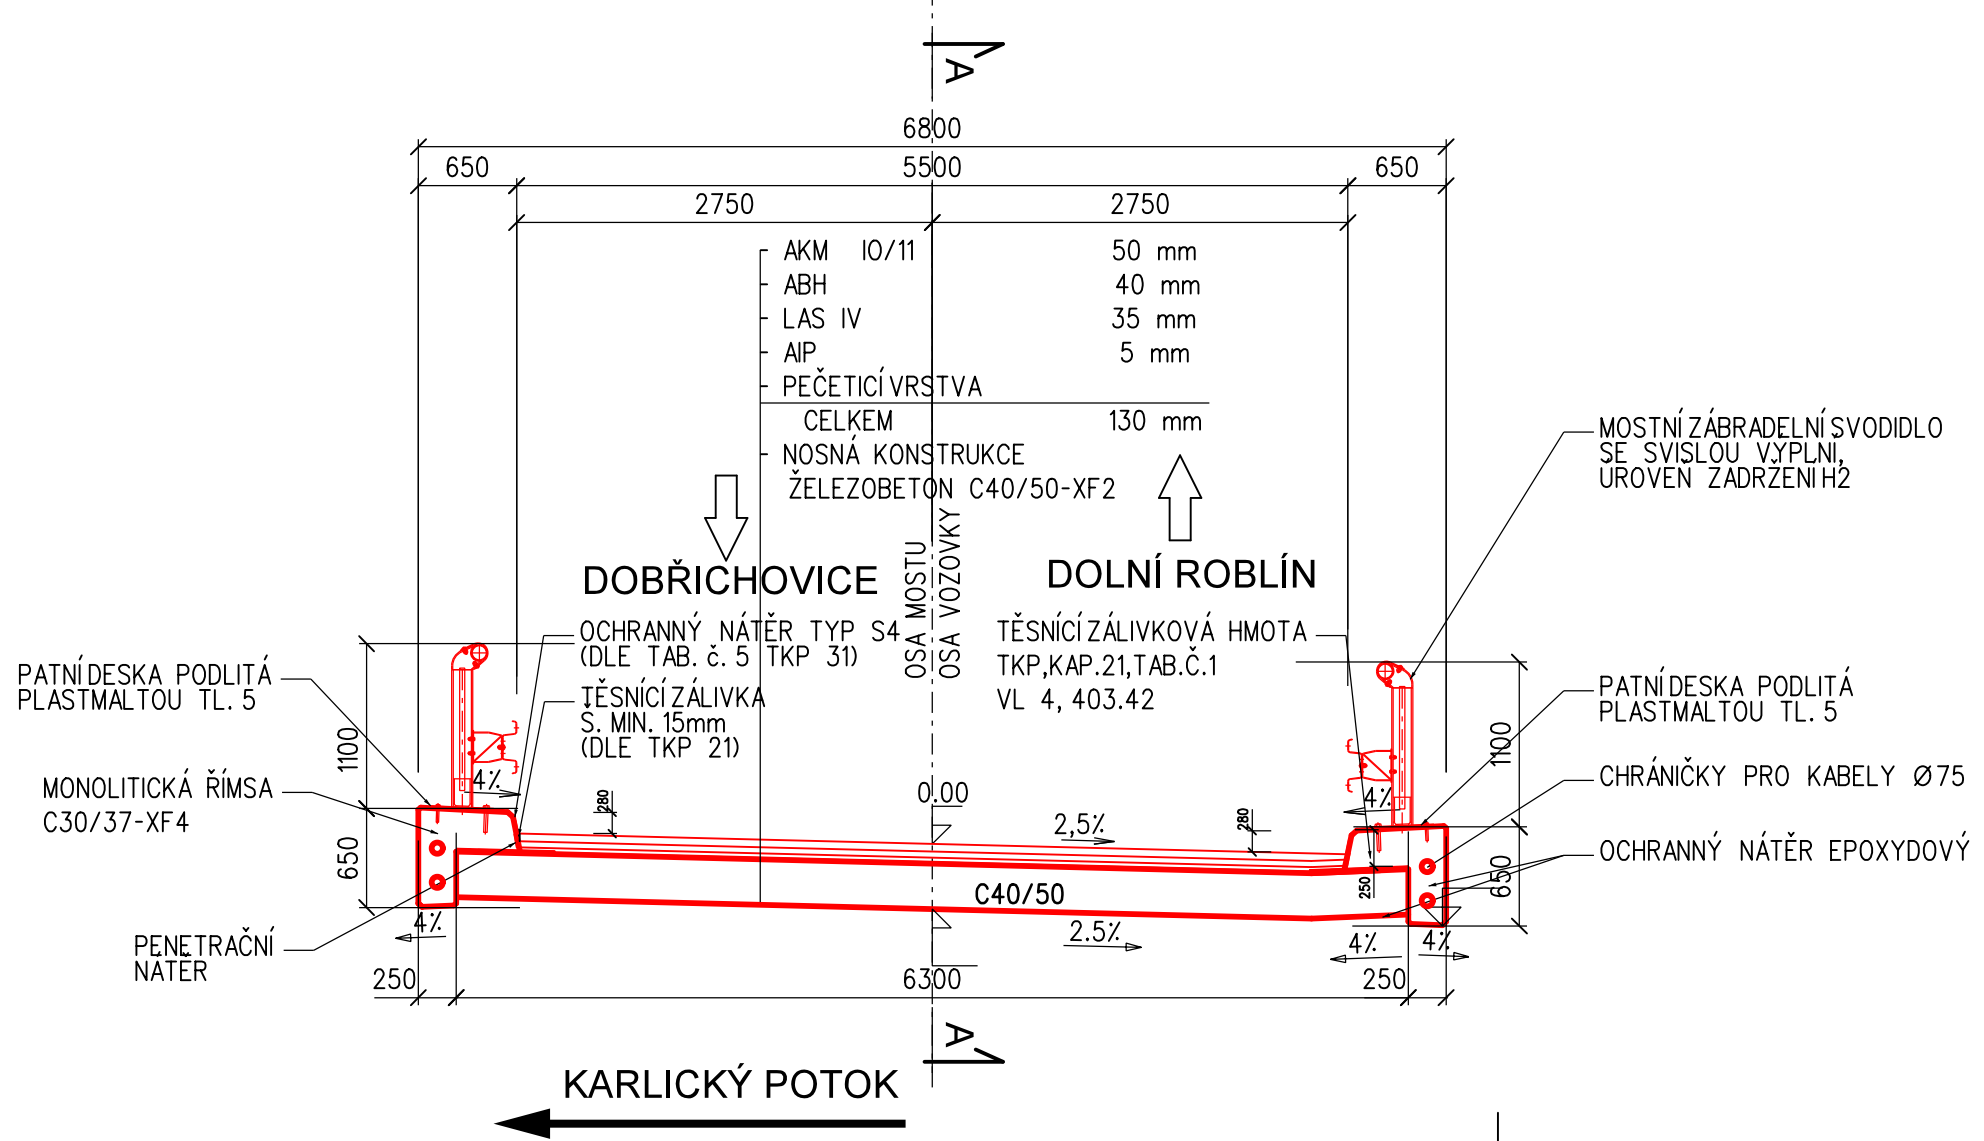 A
6800
650
5500
650
2750
2750
AKM IO/11 50 mm
ABH 40 mm
LAS IV 35 mm
AIP 5 mm
PEČETICÍ VRSTVA
CELKEM 130 mm
NOSNÁ KONSTRUKCE
ŽELEZOBETON C40/50-XF2
MOSTNÍ ZÁBRADELNÍ SVODIDLO
SE SVISLOU VÝPLNÍ,
ÚROVEŇ ZADRŽENÍ H2
DOBŘICHOVICE
DOLNÍ ROBLÍN
OSA MOSTU
OSA VOZOVKY
OCHRANNÝ NÁTĚR TYP S4
(DLE TAB. č. 5 TKP 31)
TĚSNÍCÍ ZÁLIVKA
Š. MIN. 15mm
(DLE TKP 21)
TĚSNÍCÍ ZÁLIVKOVÁ HMOTA
TKP,KAP.21,TAB.Č.1
VL 4, 403.42
PATNÍ DESKA PODLITÁ
PLASTMALTOU TL. 5
MONOLITICKÁ ŘÍMSA
C30/37-XF4
PENETRAČNÍ
NÁTĚR
PATNÍ DESKA PODLITÁ
PLASTMALTOU TL. 5
CHRÁNIČKY PRO KABELY Ø75
OCHRANNÝ NÁTĚR EPOXYDOVÝ
1100
650
4%
280
0.00
2,5%
280
4%
1100
650
250
C40/50
4%
2.5%
4%
4%
250
6300
250
A
KARLICKÝ POTOK